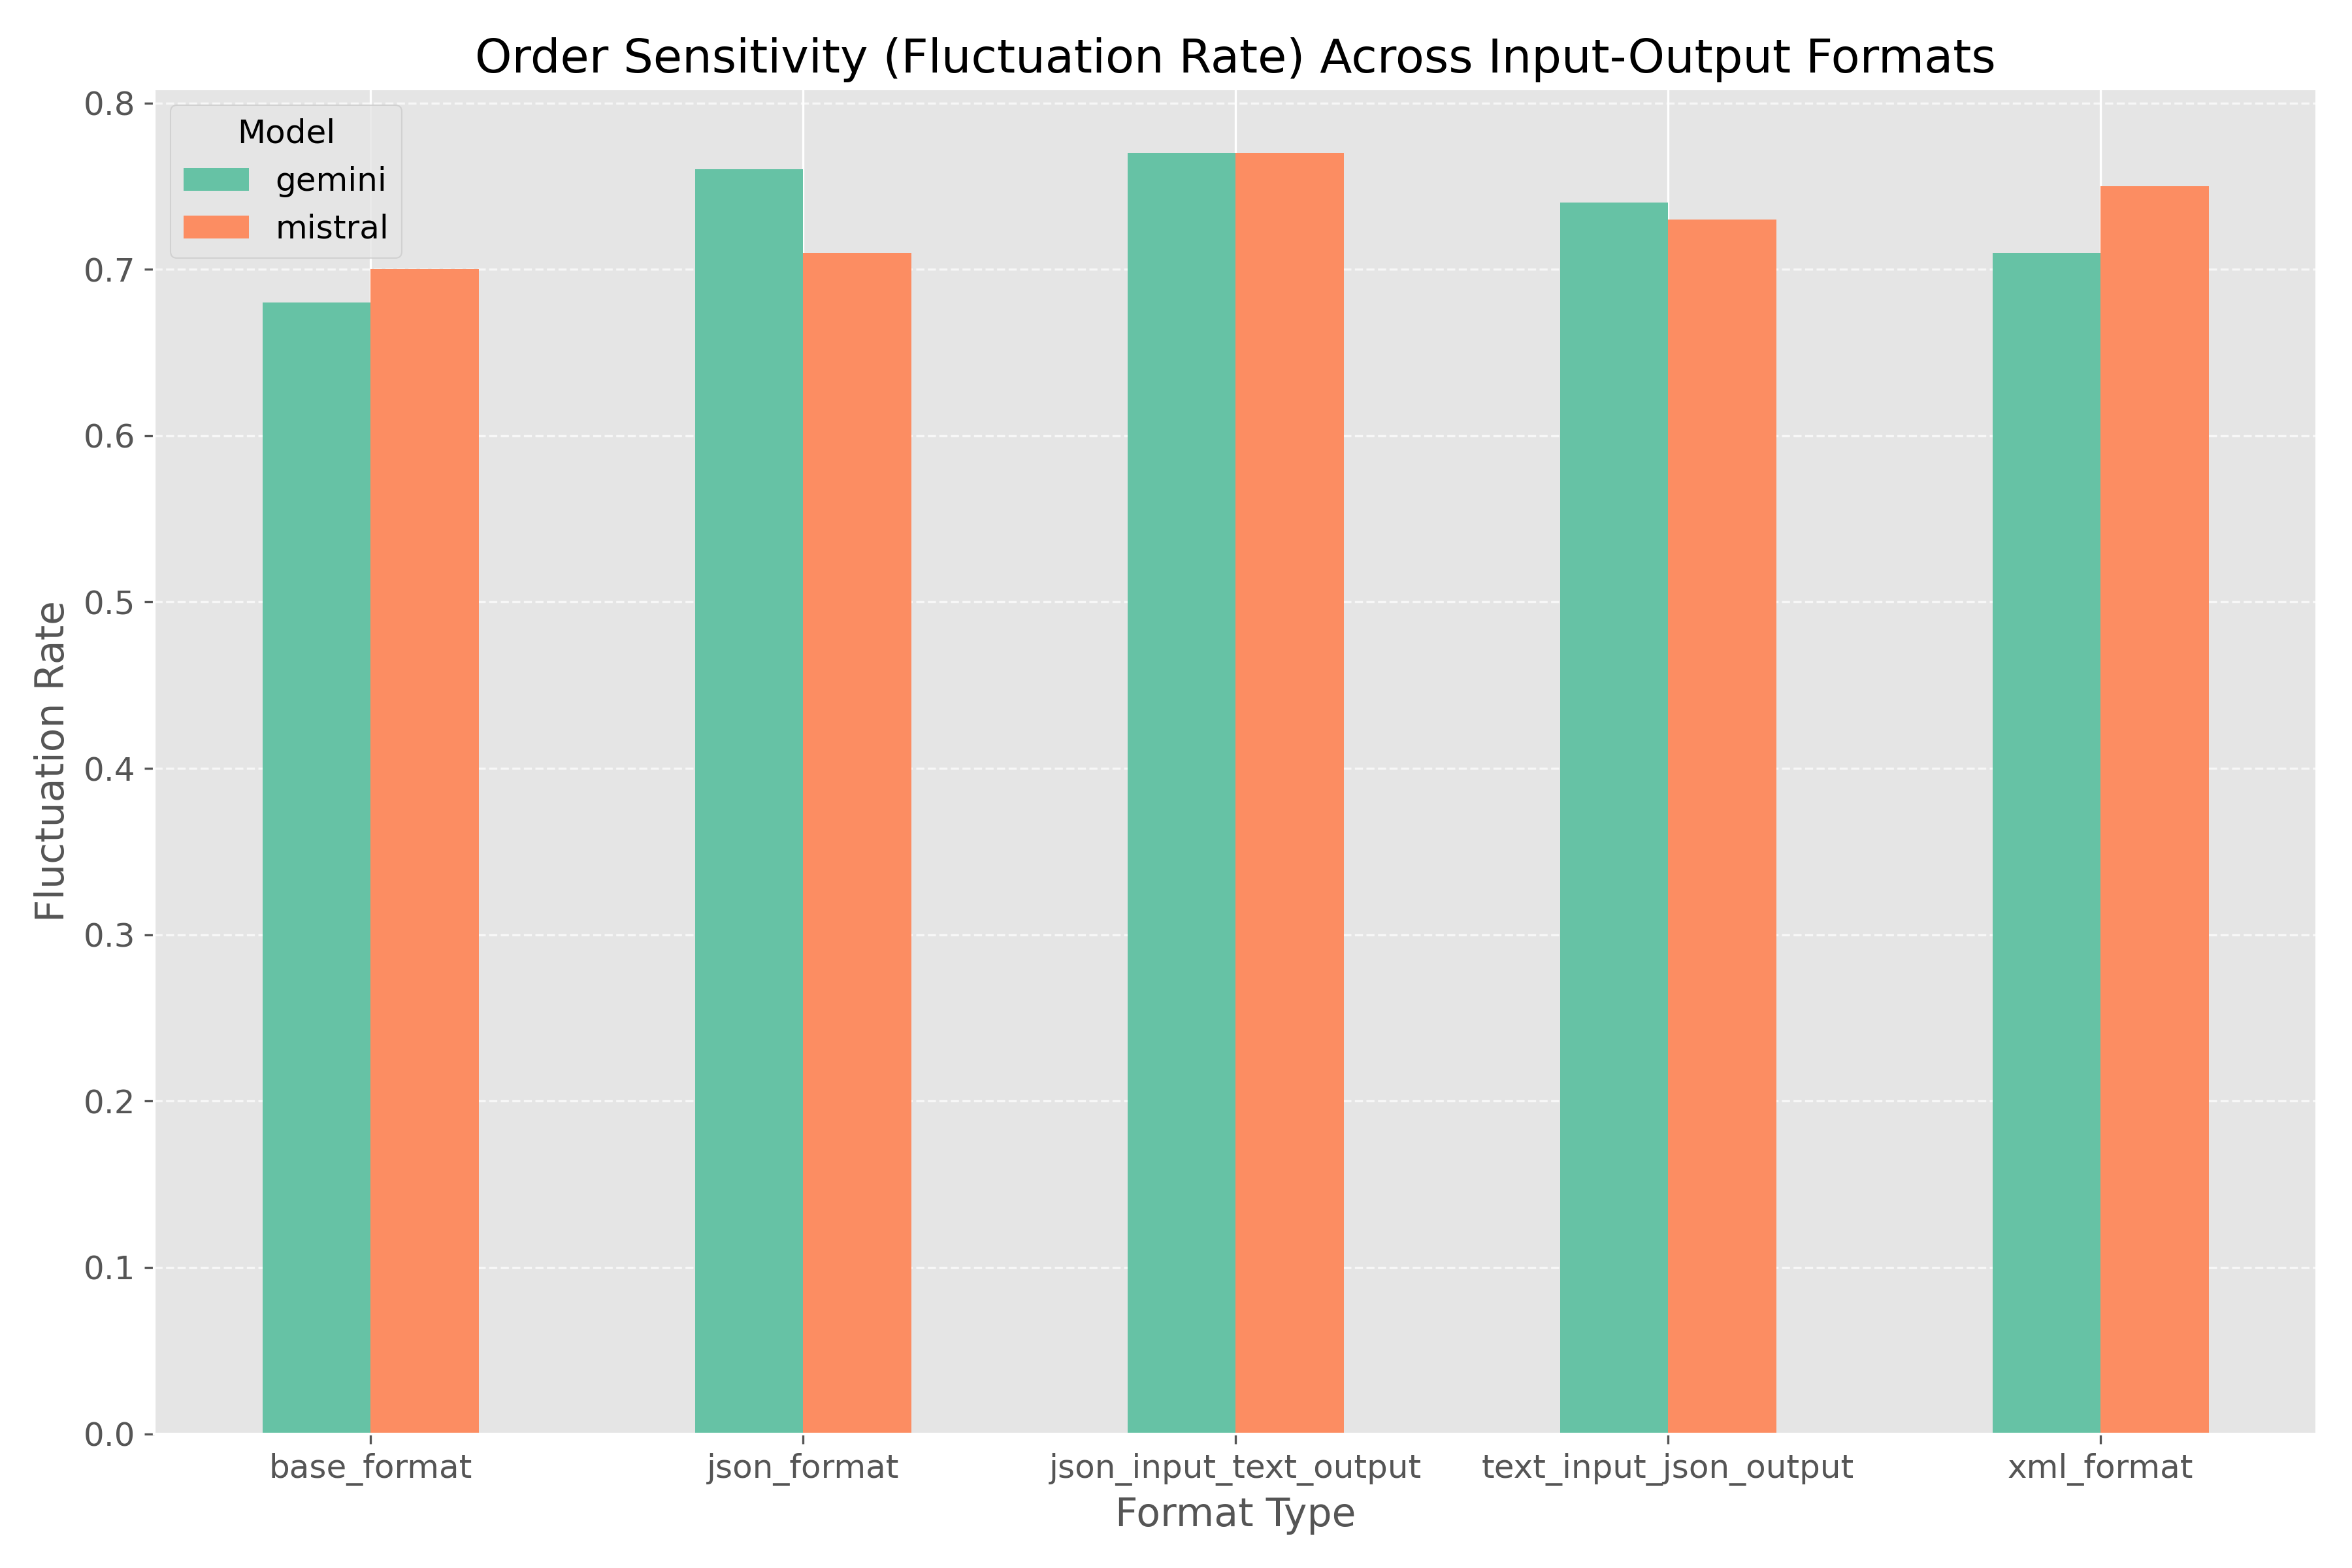 Order Sensitivity (Fluctuation Rate) Across Input-Output Formats
Model
gemini
mistral
Fluctuation Rate
0.8
0.7
0.6
0.5
0.4
0.3
0.2
0.1
0.0
base_format
json_format
json_input_text_output
text_input_json_output
xml_format
Format Type